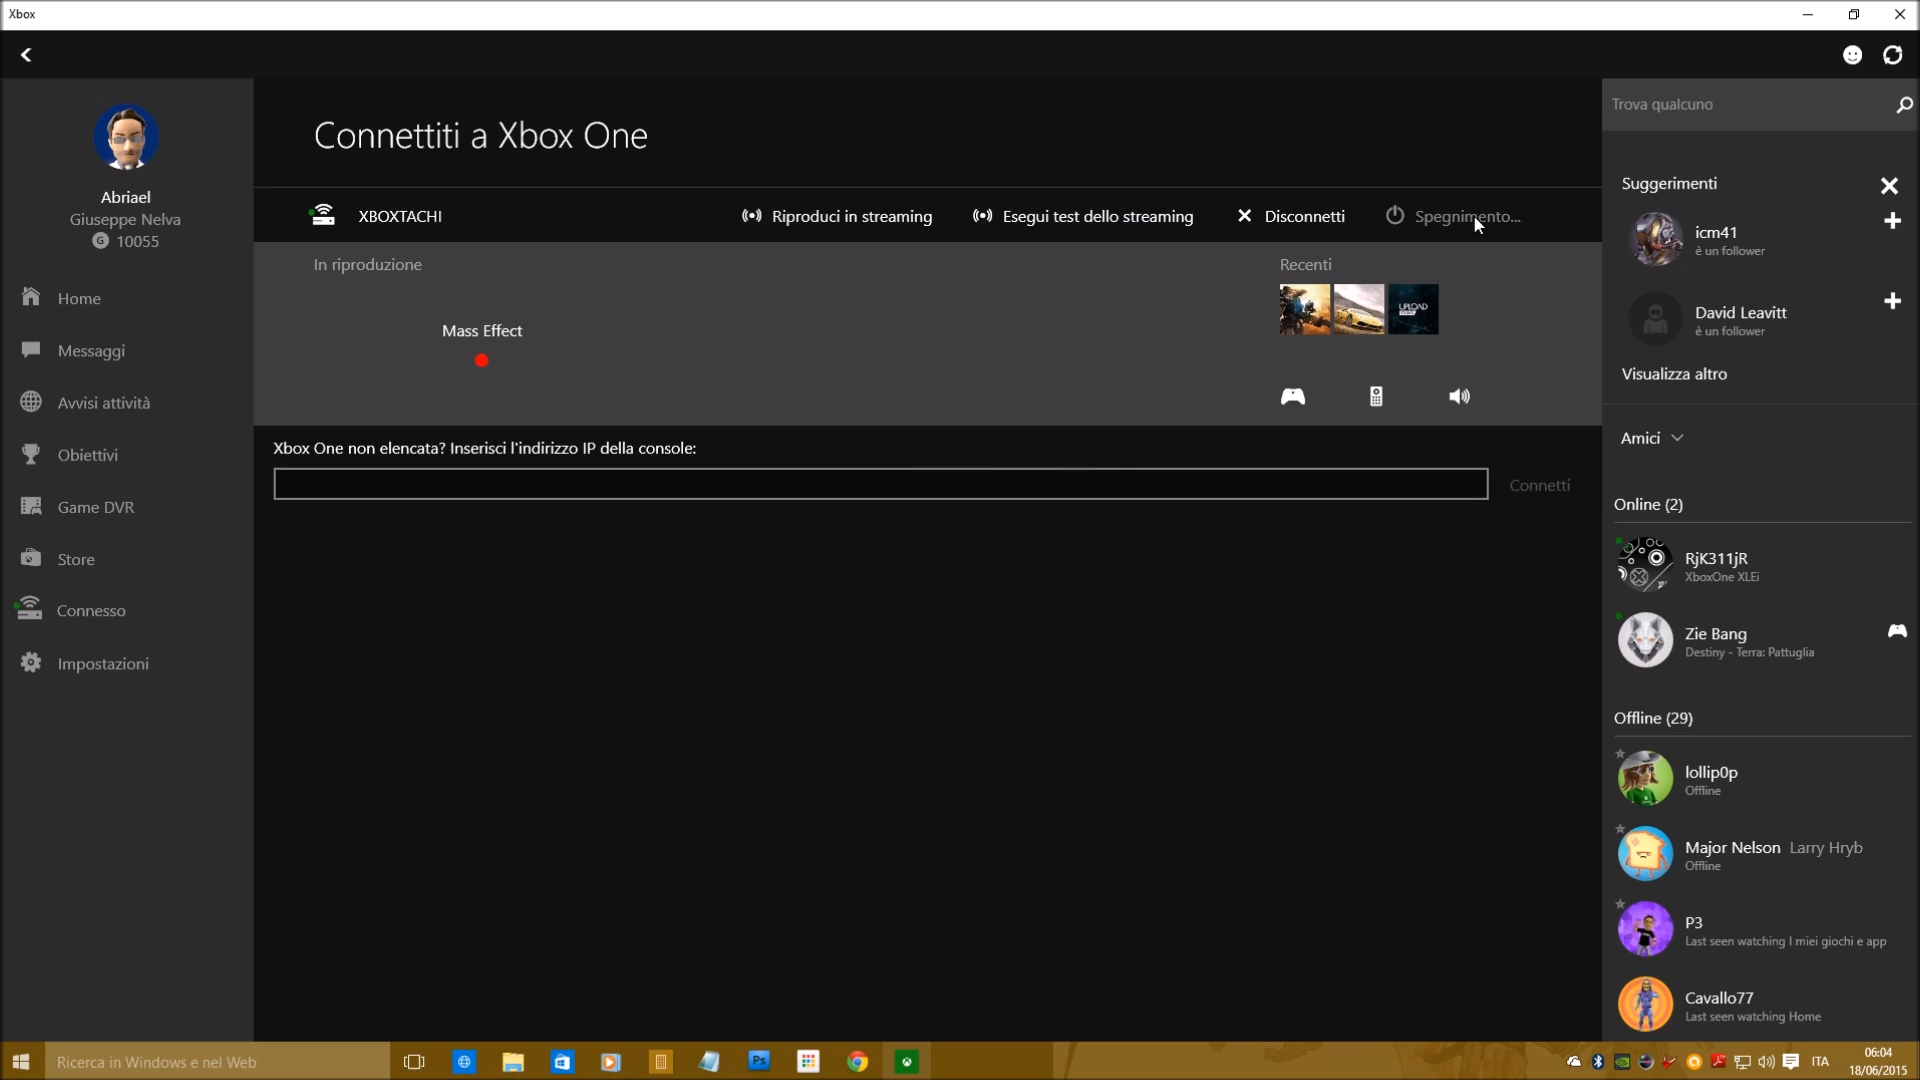 Xbox
Abriael
Giuseppe Nelva
G 10055
Home
Messaggi
Avvisi attività
Obiettivi
Game DVR
Store
Connesso
Impostazioni
Connettiti a Xbox One
XBOXTACHI
Riproduci in streaming
Esegui test dello streaming
Disconnetti
Spegnimento...
In riproduzione
Mass Effect
Recenti
UPLOAD
Xbox One non elencata? Inserisci l'indirizzo IP della console:
Connetti
Trova qualcuno
Suggerimenti
icm41
è un follower
David Leavitt
è un follower
Visualizza altro
Amici
Online (2)
RjK311jR
XboxOne XLEi
Zie Bang
Destiny - Terra: Pattuglia
Offline (29)
lollip0p
Offline
Major Nelson Larry Hryb
Offline
P3
Last seen watching I miei giochi e app
Cavallo77
Last seen watching Home
Ricerca in Windows e nel Web
Ps
ITA
06:04
18/06/2015